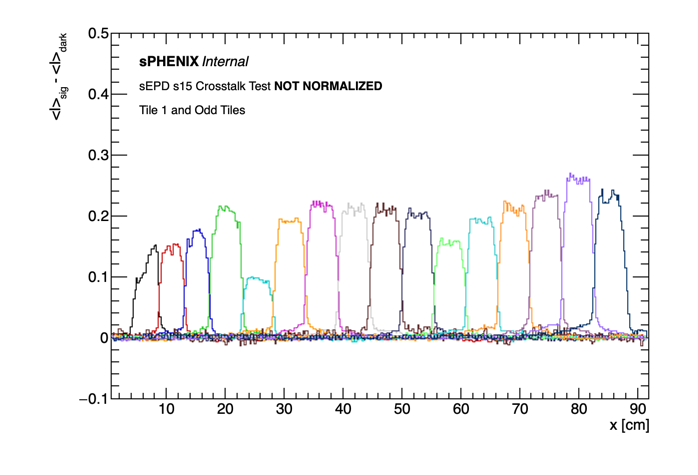 0.5
<I>sig - <I>dark
sPHENIX Internal
sEPD s15 Crosstalk Test NOT NORMALIZED
0.4
Tile 1 and Odd Tiles
0.3
0.2
0.1
0
−0.1
10 20 30 40 50 60 70 80 90
x [cm]